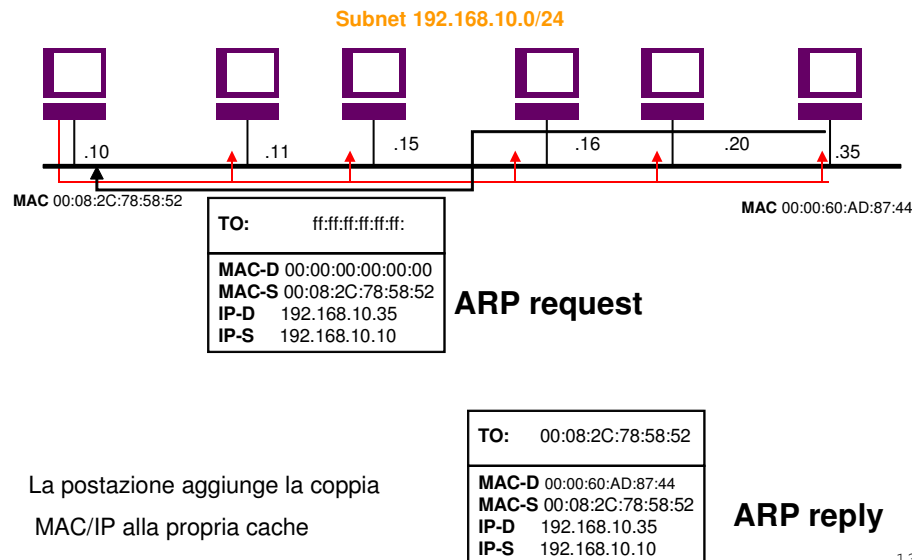 Subnet 192.168.10.0/24
.10
.11
.15
.16
.20
.35
MAC 00:08:2C:78:58:52
MAC 00:00:60:AD:87:44
TO: ff:ff:ff:ff:ff:ff:
MAC-D 00:00:00:00:00:00
MAC-S 00:08:2C:78:58:52
IP-D 192.168.10.35
IP-S 192.168.10.10
ARP request
TO: 00:08:2C:78:58:52
MAC-D 00:00:60:AD:87:44
MAC-S 00:08:2C:78:58:52
IP-D 192.168.10.35
IP-S 192.168.10.10
ARP reply
La postazione aggiunge la coppia
MAC/IP alla propria cache